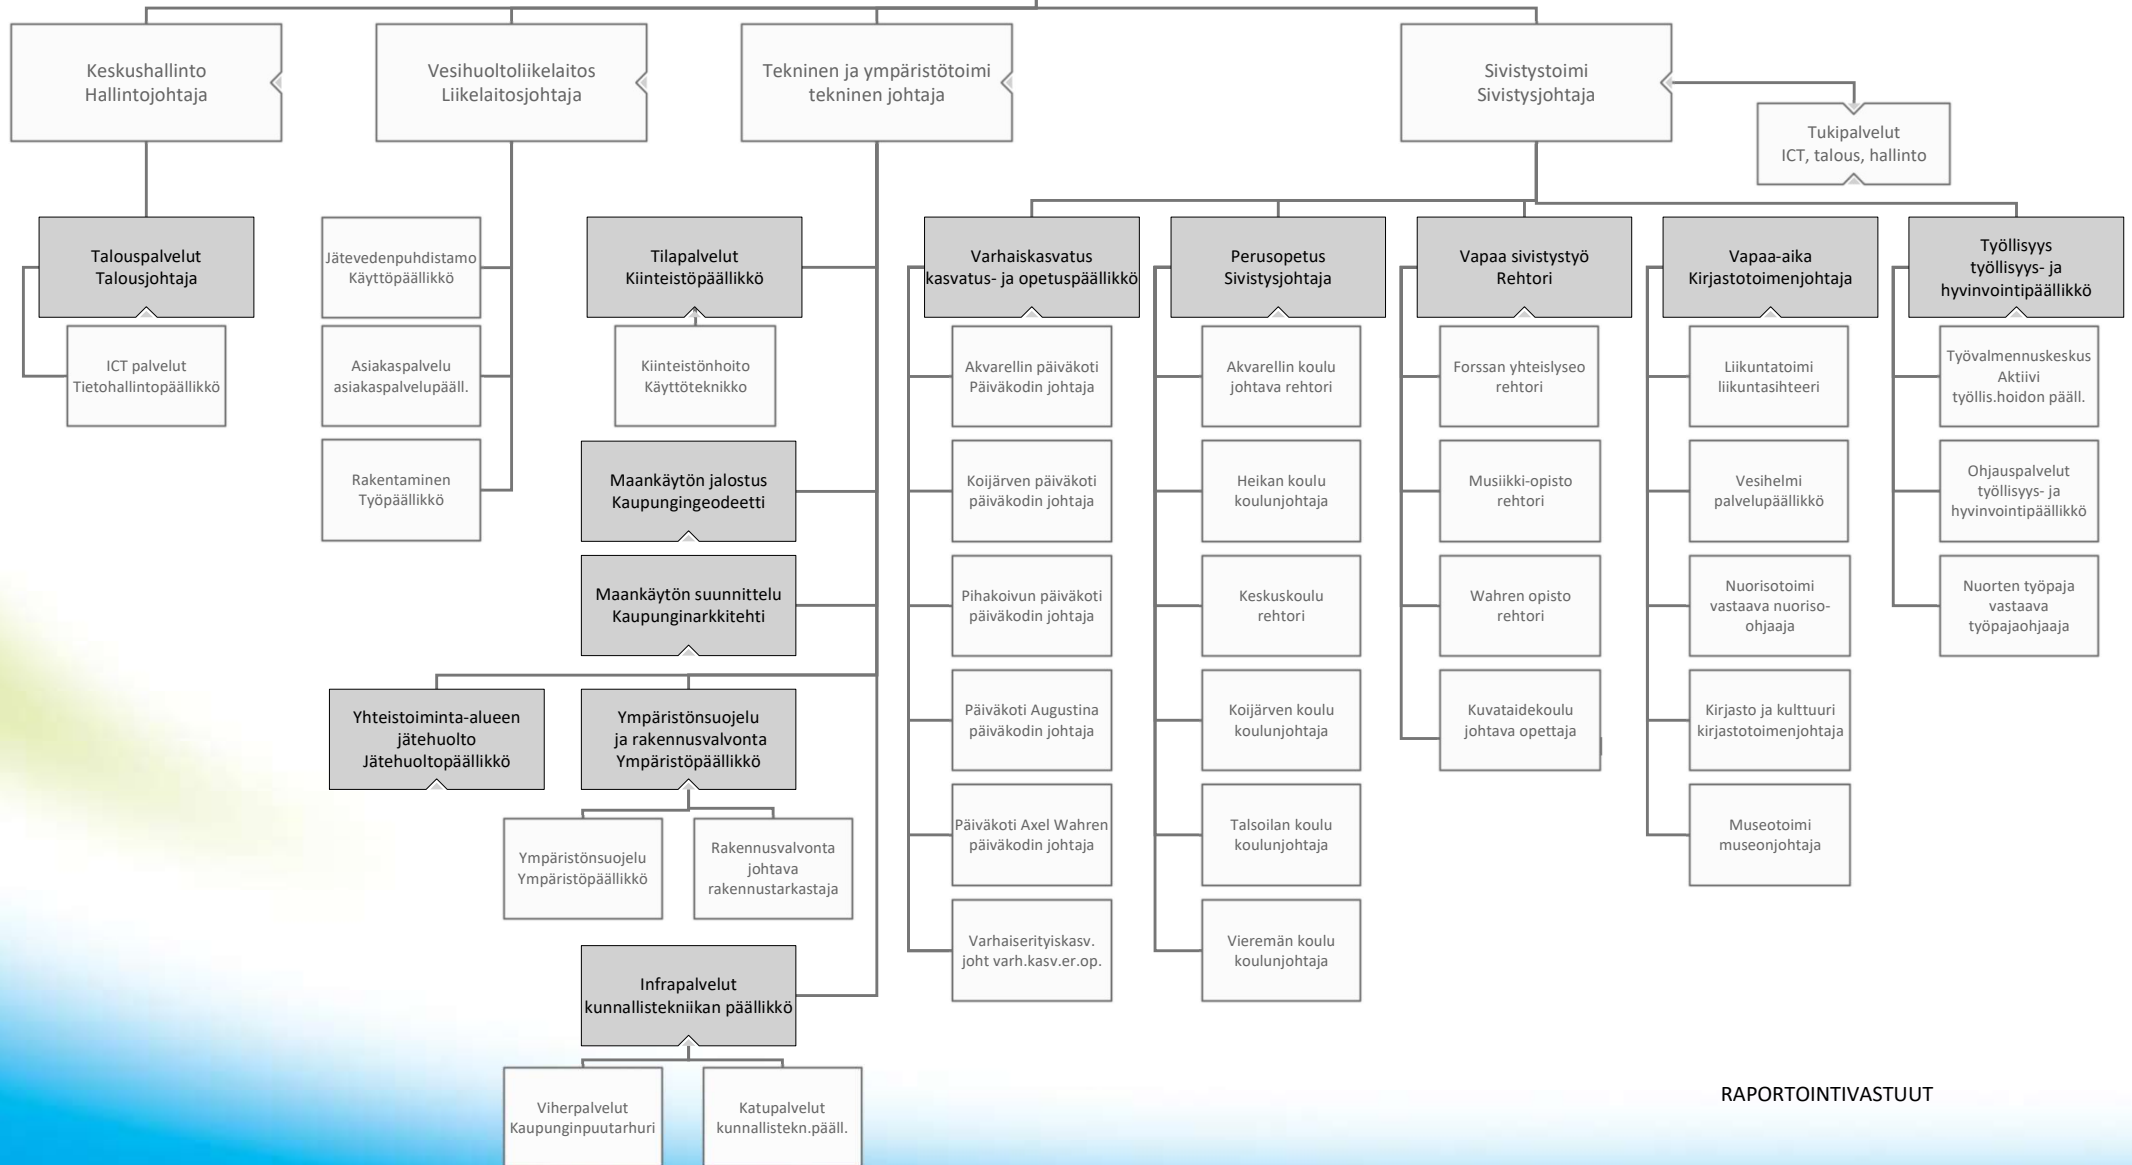 Keskushallinto
Hallintojohtaja
Vesihuoltoliikelaitos
Liikelaitosjohtaja
Tekninen ja ympäristötoimi
tekninen johtaja
Sivistystoimi
Sivistysjohtaja
Tukipalvelut
ICT, talous, hallinto
Talouspalvelut
Talousjohtaja
ICT palvelut
Tietohallintopäällikkö
Jätevedenpuhdistamo
Käyttöpäällikkö
Asiakaspalvelu
asiakaspalvelupääll.
Rakentaminen
Työpäällikkö
Tilapalvelut
Kiinteistöpäällikkö
Kiinteistönhoito
Käyttöteknikko
Maankäytön jalostus
Kaupungingeodeetti
Maankäytön suunnittelu
Kaupunginarkkitehti
Yhteistoiminta-alueen
jätehuolto
Jätehuoltopäällikkö
Ympäristönsuojelu
ja rakennusvalvonta
Ympäristöpäällikkö
Ympäristönsuojelu
Ympäristöpäällikkö
Rakennusvalvonta
johtava
rakennustarkastaja
Infrapalvelut
kunnallistekniikan päällikkö
Viherpalvelut
Kaupunginpuutarhuri
Katupalvelut
kunnallistekn.pääll.
Varhaiskasvatus
kasvatus- ja opetuspäällikkö
Akvarellin päiväkoti
Päiväkodin johtaja
Koijärven päiväkoti
päiväkodin johtaja
Pihakoivun päiväkoti
päiväkodin johtaja
Päiväkoti Augustina
päiväkodin johtaja
Päiväkoti Axel Wahren
päiväkodin johtaja
Varhaiserityiskasv.
joht varh.kasv.er.op.
Perusopetus
Sivistysjohtaja
Akvarellin koulu
johtava rehtori
Heikan koulu
koulunjohtaja
Keskuskoulu
rehtori
Koijärven koulu
koulunjohtaja
Talsoilan koulu
koulunjohtaja
Vieremän koulu
koulunjohtaja
Vapaa sivistystyö
Rehtori
Forssan yhteislyseo
rehtori
Musiikki-opisto
rehtori
Wahren opisto
rehtori
Kuvataidekoulu
johtava opettaja
Vapaa-aika
Kirjastotoimenjohtaja
Liikuntatoimi
liikuntasihteeri
Vesihelmi
palvelupäällikkö
Nuorisotoimi
vastaava nuoriso-
ohjaaja
Kirjasto ja kulttuuri
kirjastotoimenjohtaja
Museotoimi
museonjohtaja
Työllisyys
työllisyys- ja
hyvinvointipäällikkö
Työvalmennuskeskus
Aktiivi
työllis.hoidon pääll.
Ohjauspalvelut
työllisyys- ja
hyvinvointipäällikkö
Nuorten työpaja
vastaava
työpajaohjaaja
RAPORTOINTIVASTUUT